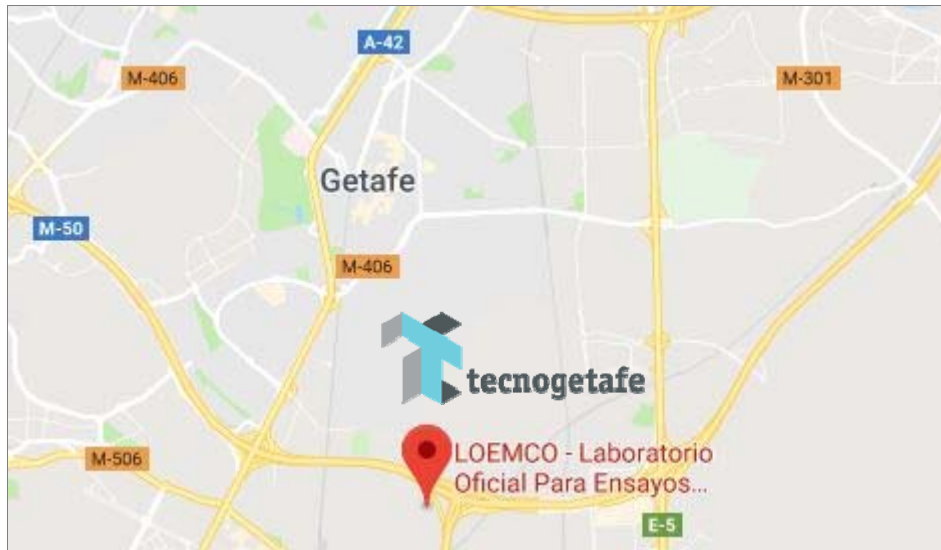 A-42
M-406
M-301
Getafe
M-50
M-406
tecnogetafe
LOEMCO - Laboratorio
Oficial Para Ensayos...
M-506
E-5